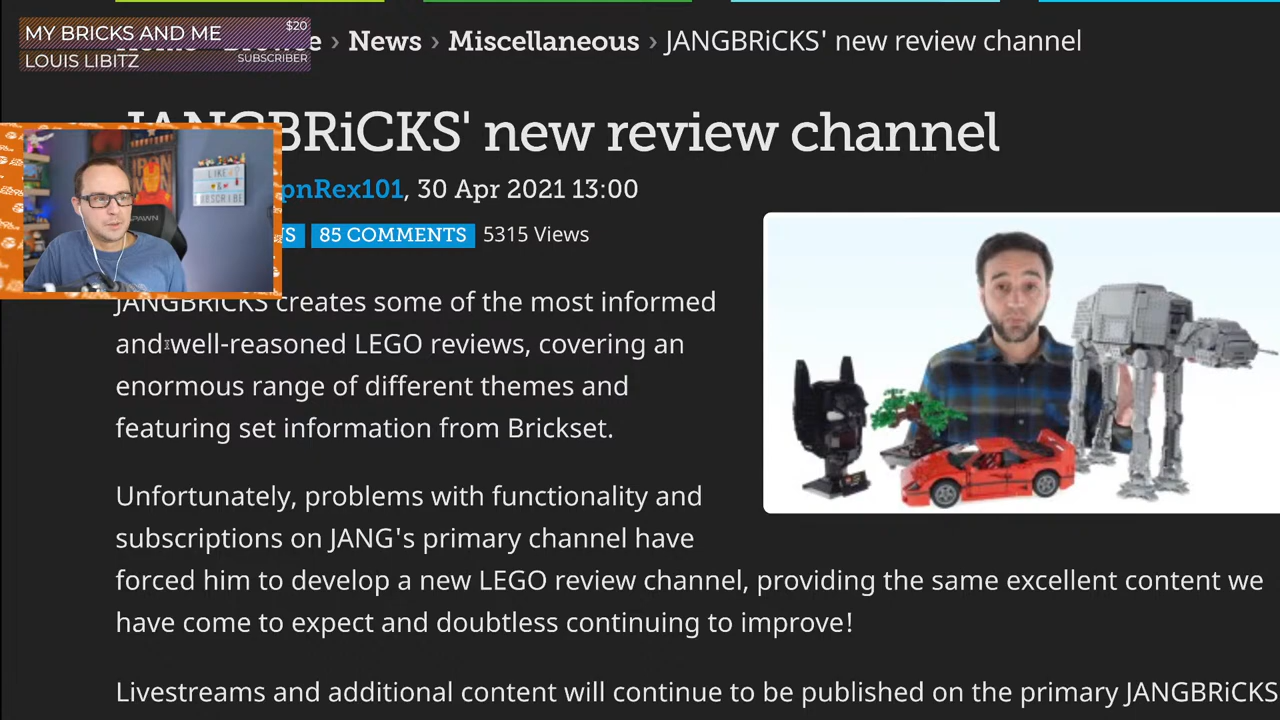 MY BRICKS AND ME $20
LOUIS LIBITZ SUBSCRIBER
› News › Miscellaneous › JANGBRiCKS' new review channel
JANGBRiCKS' new review channel
pnRex101, 30 Apr 2021 13:00
85 COMMENTS 5315 Views
LIKE
SUBSCRIBE
JANGBRiCKS creates some of the most informed
and well-reasoned LEGO reviews, covering an
enormous range of different themes and
featuring set information from Brickset.
Unfortunately, problems with functionality and
subscriptions on JANG's primary channel have
forced him to develop a new LEGO review channel, providing the same excellent content we
have come to expect and doubtless continuing to improve!
Livestreams and additional content will continue to be published on the primary JANGBRiCKS